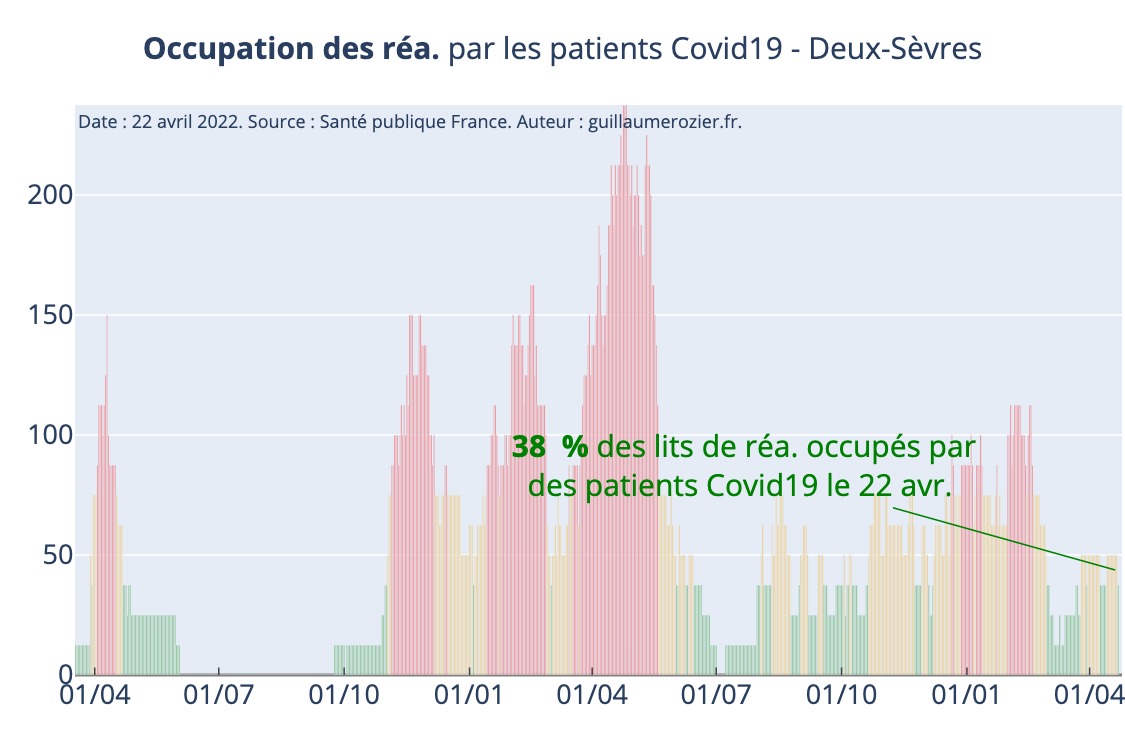 Occupation des réa. par les patients Covid19 - Deux-Sèvres
Date : 22 avril 2022. Source : Santé publique France. Auteur : guillaumerozier.fr.
200
150
100
50
0
38 % des lits de réa. occupés par
des patients Covid19 le 22 avr.
01/04 01/07 01/10 01/01 01/04 01/07 01/10 01/01 01/04